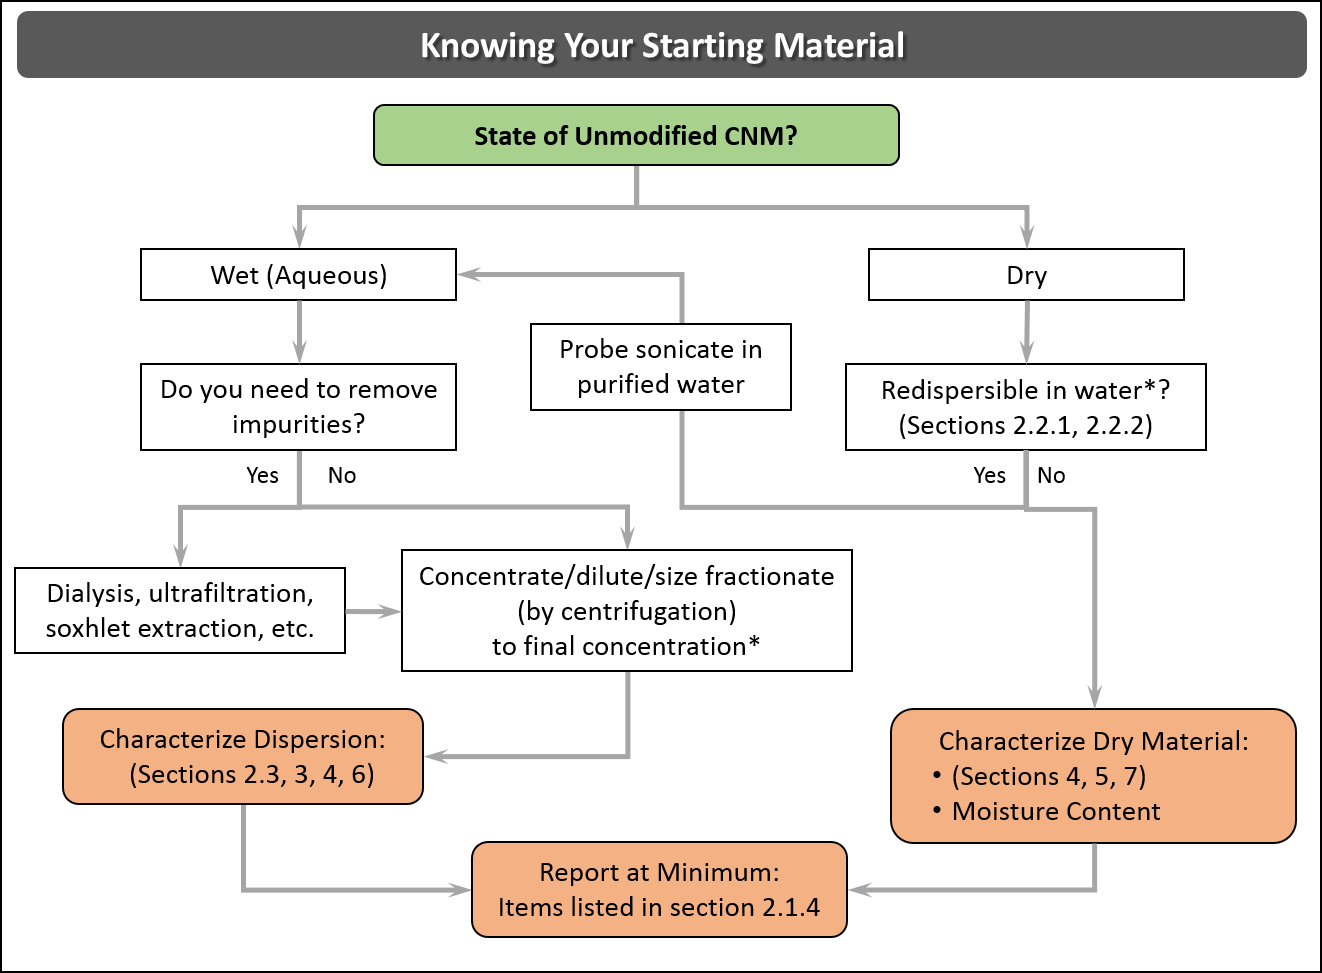 Knowing Your Starting Material
State of Unmodified CNM?
Wet (Aqueous)
Dry
Probe sonicate in
purified water
Do you need to remove
impurities?
Redispersible in water*?
(Sections 2.2.1, 2.2.2)
Yes
No
Yes
No
Dialysis, ultrafiltration,
soxhlet extraction, etc.
Concentrate/dilute/size fractionate
(by centrifugation)
to final concentration*
Characterize Dispersion:
(Sections 2.3, 3, 4, 6)
Characterize Dry Material:
• (Sections 4, 5, 7)
• Moisture Content
Report at Minimum:
Items listed in section 2.1.4